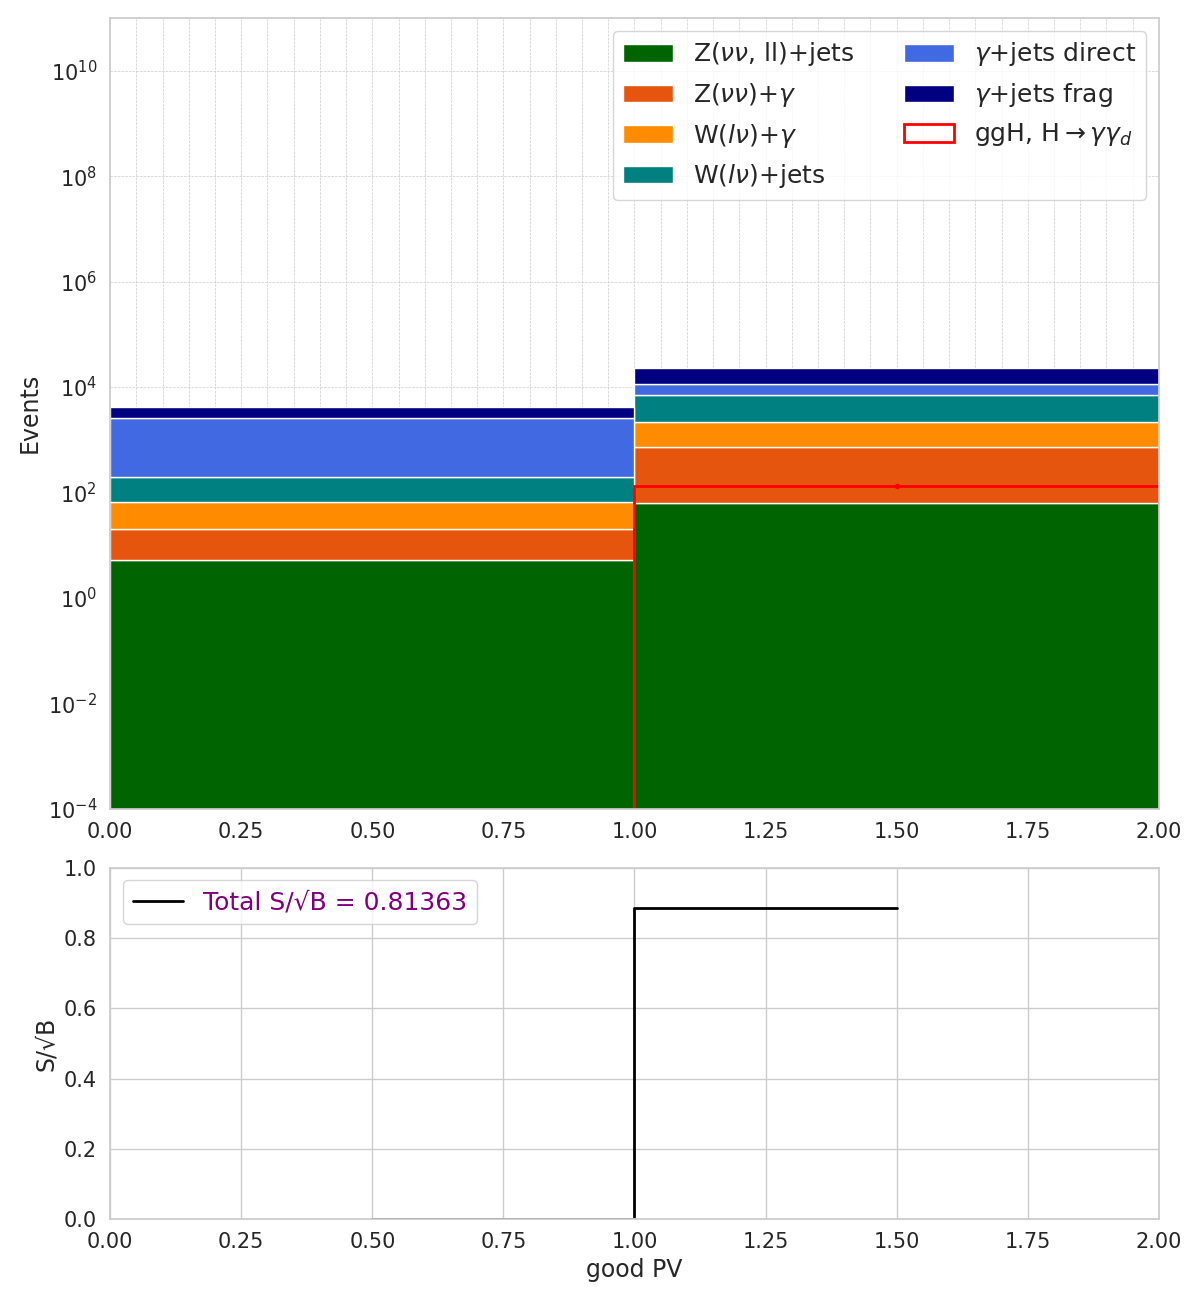 Z(νν, ll)+jets
Z(νν)+γ
W(lν)+γ
W(lν)+jets
γ+jets direct
γ+jets frag
ggH, H→γγ_d
Events
10^10
10^8
10^6
10^4
10^2
10^0
10^−2
10^−4
0.00 0.25 0.50 0.75 1.00 1.25 1.50 1.75 2.00
Total S/√B = 0.81363
S/√B
1.0
0.8
0.6
0.4
0.2
0.0
0.00 0.25 0.50 0.75 1.00 1.25 1.50 1.75 2.00
good PV